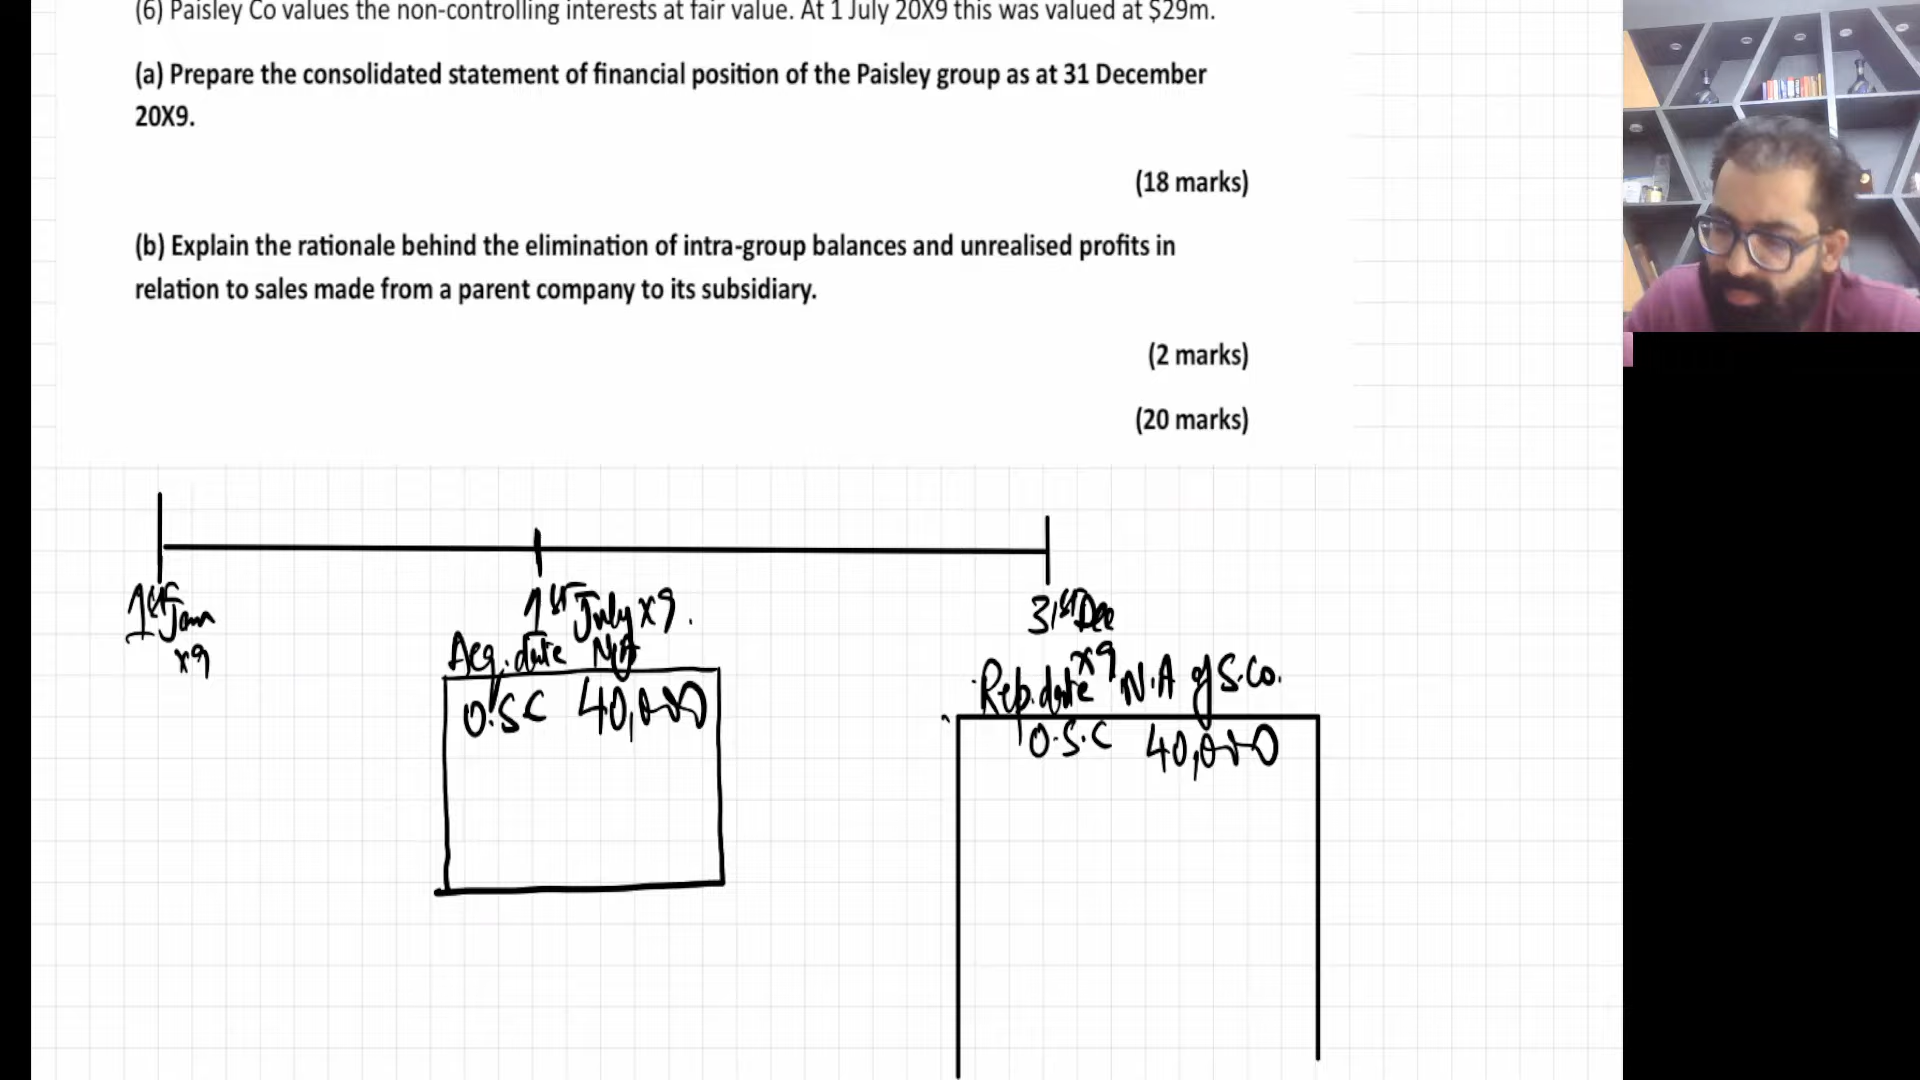 (6) Paisley Co values the non-controlling interests at fair value. At 1 July 20X9 this was valued at $29m.
(a) Prepare the consolidated statement of financial position of the Paisley group as at 31 December
20X9.
(18 marks)
(b) Explain the rationale behind the elimination of intra-group balances and unrealised profits in
relation to sales made from a parent company to its subsidiary.
(2 marks)
(20 marks)
1st Jan
x9
1st July x9.
31st Dec
x9
Acq. date N.A
O.S.C 40,000
Rep. date N.A of S.Co.
O.S.C 40,000